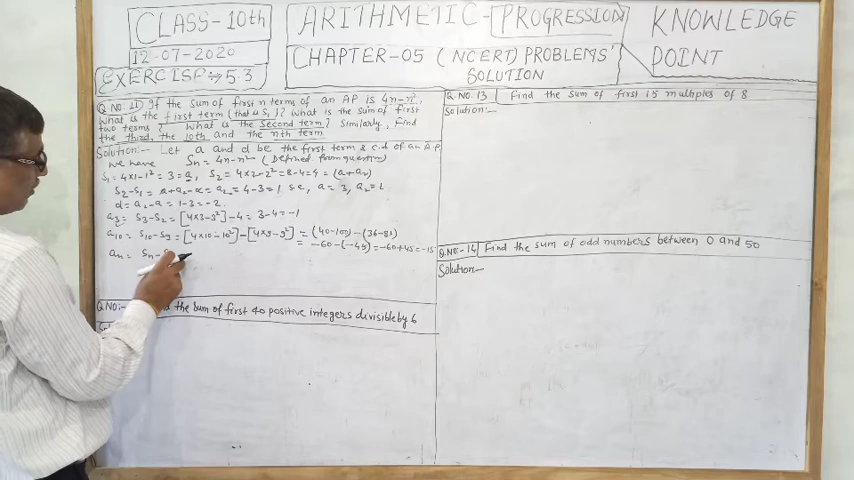 CLASS-10th
12-07-2020
EXERCISE 5.3
ARITHMETIC-PROGRESSION
CHAPTER-05 (NCERT) PROBLEMS'
SOLUTION
KNOWLEDGE
POINT
Q.NO. 11) If the sum of first n terms of an AP is 4n-n²,
What is the first term (that is S₁)? What is the sum of first
two terms? What is the second term? Similarly, Find
the third, the 10th and the nth term
Solution:- Let a and d be the first term & c.d of an A.P
we have Sn = 4n-n² (Defined from question)
S₁ = 4×1-1² = 3 = a, S₂ = 4×2-2² = 8-4 = 4 = (a+a₂)
S₂-S₁ = a+a₂-a = a₂ = 4-3 = 1 so, a = 3, a₂ = 1
d = a₂-a = 1-3 = -2.
a₃ = S₃-S₂ = [4×3-3²]-4 = 3-4 = -1
a₁₀ = S₁₀-S₉ = [4×10-10²]-[4×9-9²] = (40-100)-(36-81)
= -60-(-45) = -60+45 = -15
an = Sn-
the sum of first 40 positive integers divisible by 6
Q.NO. 13 Find the sum of first 15 multiples of 8
Solution:-
Q.NO.-14 Find the sum of odd numbers between 0 and 50
Solution-